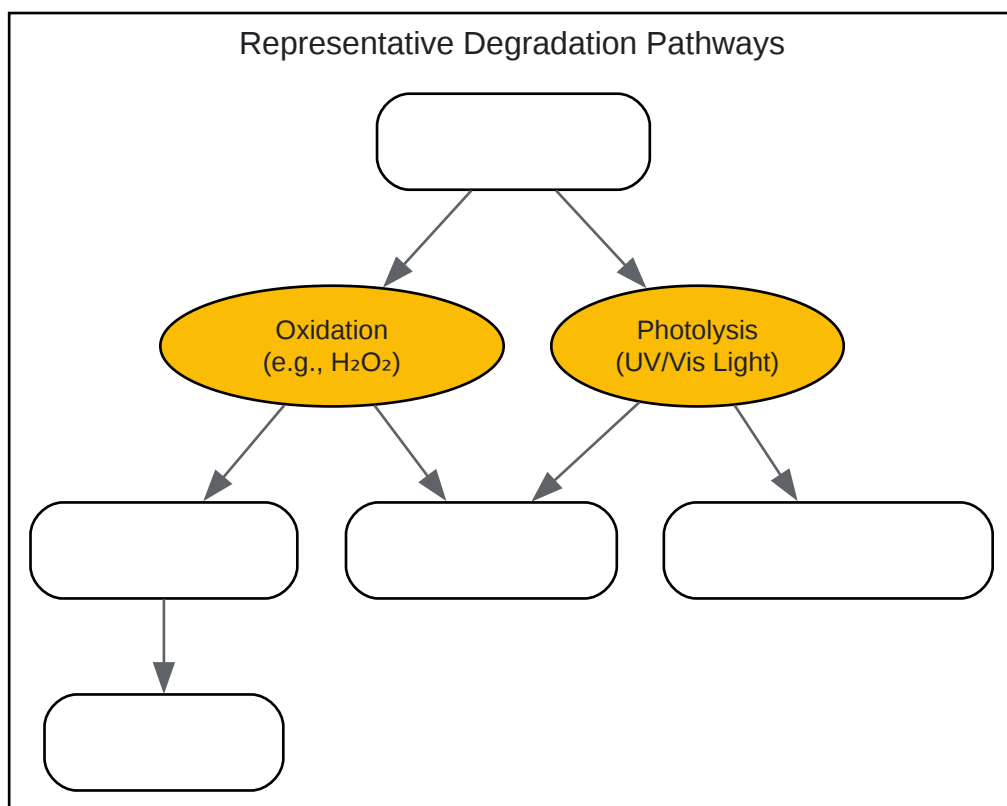 Representative Degradation Pathways
Oxidation
(e.g., H₂O₂)
Photolysis
(UV/Vis Light)